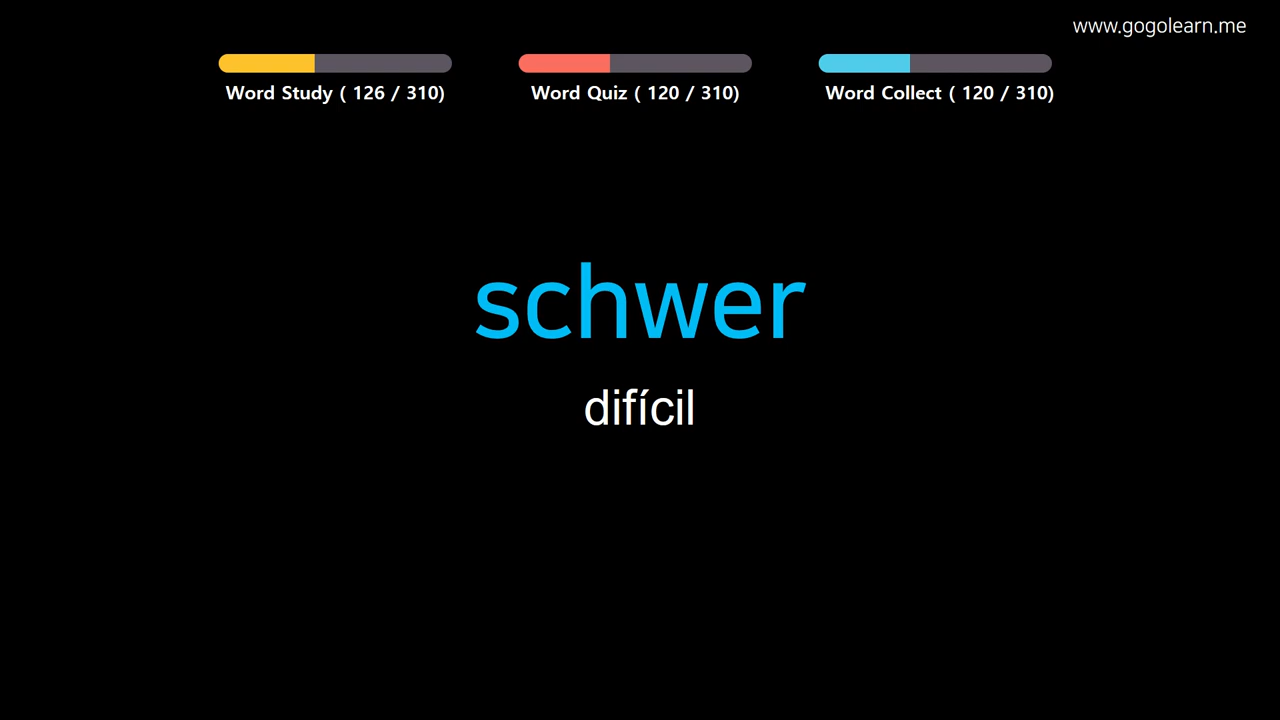 www.gogolearn.me
Word Study ( 126 / 310)
Word Quiz ( 120 / 310)
Word Collect ( 120 / 310)
schwer
difícil